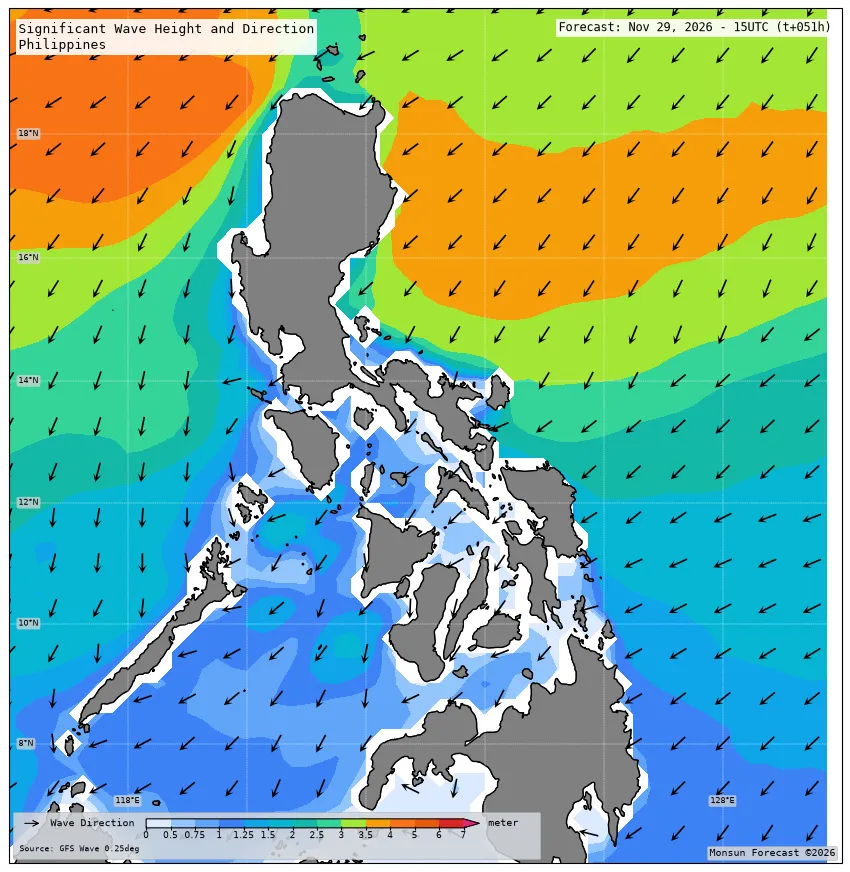 Significant Wave Height and Direction
Philippines
Forecast: Nov 29, 2026 - 15UTC (t+051h)
18°N
16°N
14°N
12°N
10°N
8°N
118°E
128°E
Wave Direction
0 0.5 0.75 1 1.25 1.5 2 2.5 3 3.5 4 5 6 7
meter
Source: GFS Wave 0.25deg
Monsun Forecast ©2026